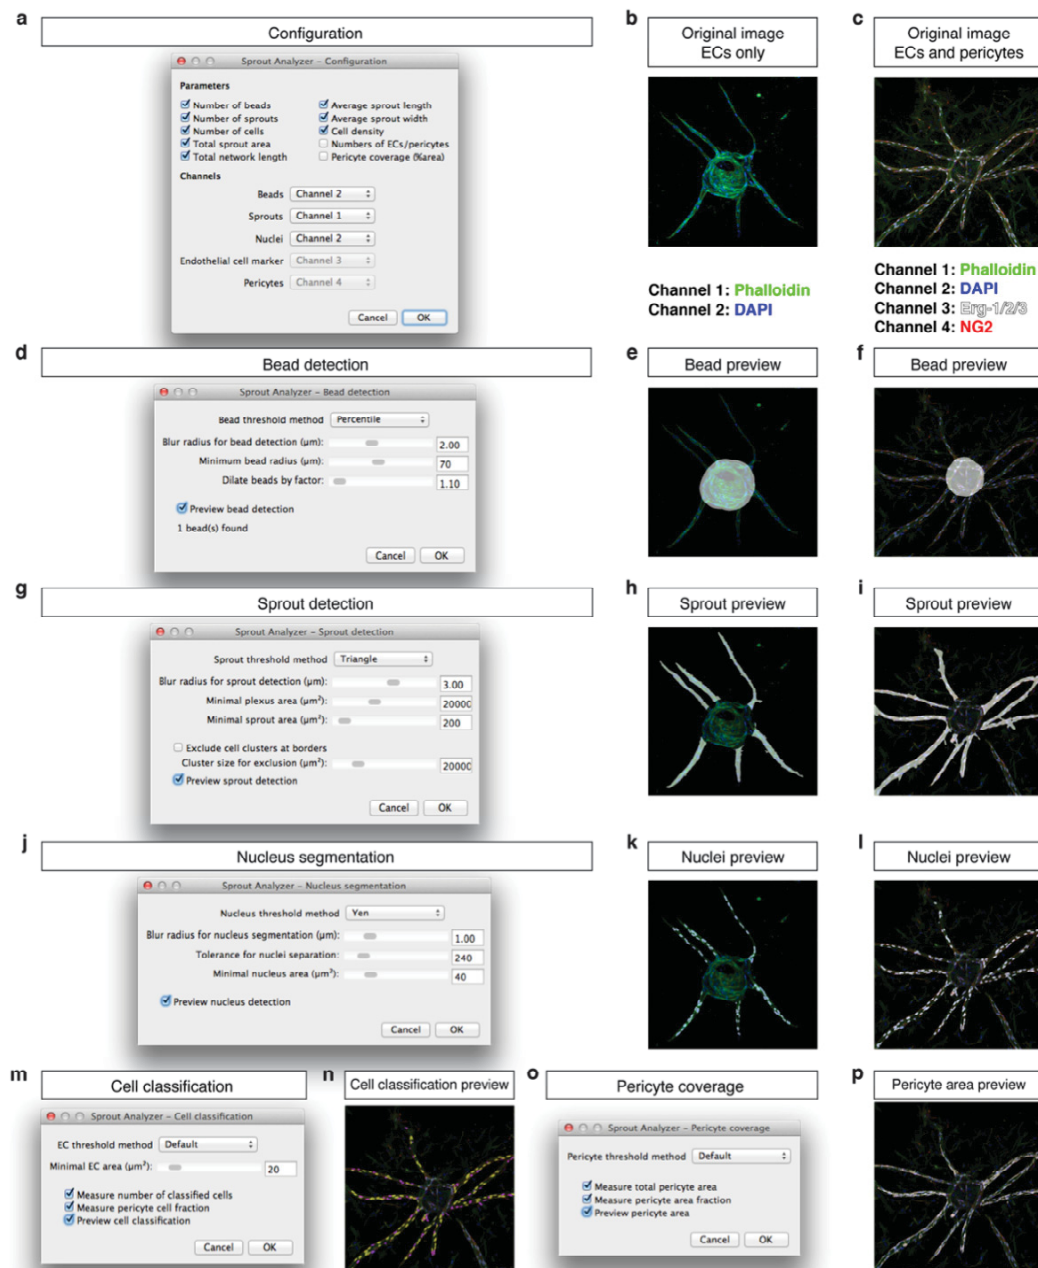 a
Configuration
Sprout Analyzer – Configuration
Parameters
Number of beads
Number of sprouts
Number of cells
Total sprout area
Total network length
Average sprout length
Average sprout width
Cell density
Numbers of ECs/pericytes
Pericyte coverage (%area)
Channels
Beads Channel 2
Sprouts Channel 1
Nuclei Channel 2
Endothelial cell marker Channel 3
Pericytes Channel 4
Cancel OK
b
Original image
ECs only
Channel 1: Phalloidin
Channel 2: DAPI
c
Original image
ECs and pericytes
Channel 1: Phalloidin
Channel 2: DAPI
Channel 3: Erg-1/2/3
Channel 4: NG2
d
Bead detection
Sprout Analyzer – Bead detection
Bead threshold method Percentile
Blur radius for bead detection (µm): 2.00
Minimum bead radius (µm): 70
Dilate beads by factor: 1.10
Preview bead detection
1 bead(s) found
Cancel OK
e
Bead preview
f
Bead preview
g
Sprout detection
Sprout Analyzer – Sprout detection
Sprout threshold method Triangle
Blur radius for sprout detection (µm): 3.00
Minimal plexus area (µm²): 20000
Minimal sprout area (µm²): 200
Exclude cell clusters at borders
Cluster size for exclusion (µm²): 20000
Preview sprout detection
Cancel OK
h
Sprout preview
i
Sprout preview
j
Nucleus segmentation
Sprout Analyzer – Nucleus segmentation
Nucleus threshold method Yen
Blur radius for nucleus segmentation (µm): 1.00
Tolerance for nuclei separation: 240
Minimal nucleus area (µm²): 40
Preview nucleus detection
Cancel OK
k
Nuclei preview
l
Nuclei preview
m
Cell classification
Sprout Analyzer – Cell classification
EC threshold method Default
Minimal EC area (µm²): 20
Measure number of classified cells
Measure pericyte cell fraction
Preview cell classification
Cancel OK
n
Cell classification preview
o
Pericyte coverage
Sprout Analyzer – Pericyte coverage
Pericyte threshold method Default
Measure total pericyte area
Measure pericyte area fraction
Preview pericyte area
Cancel OK
p
Pericyte area preview